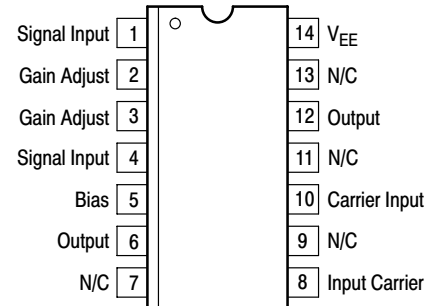 Signal Input 1
Gain Adjust 2
Gain Adjust 3
Signal Input 4
Bias 5
Output 6
N/C 7
14 VEE
13 N/C
12 Output
11 N/C
10 Carrier Input
9 N/C
8 Input Carrier